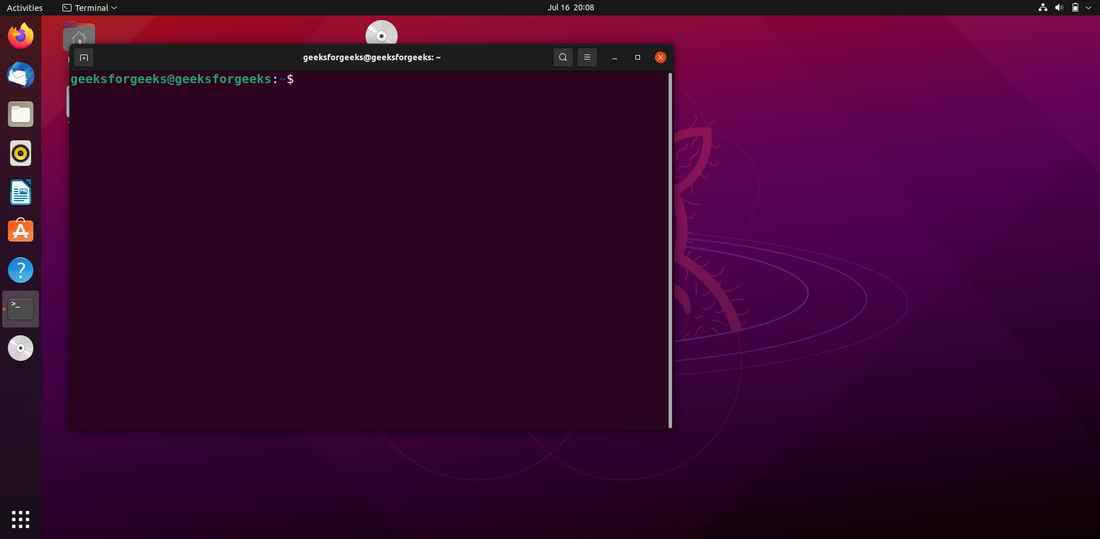 Activities
Terminal
Jul 16 20:08
geeksforgeeks@geeksforgeeks: ~
geeksforgeeks@geeksforgeeks:~$
>_
?